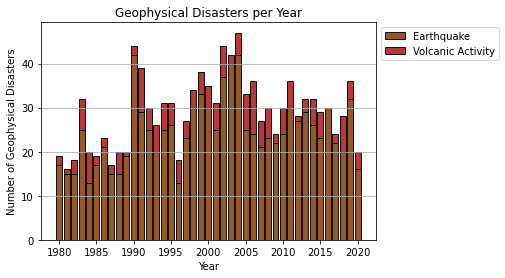 Geophysical Disasters per Year
Earthquake
Volcanic Activity
Number of Geophysical Disasters
40
30
20
10
0
1980 1985 1990 1995 2000 2005 2010 2015 2020
Year